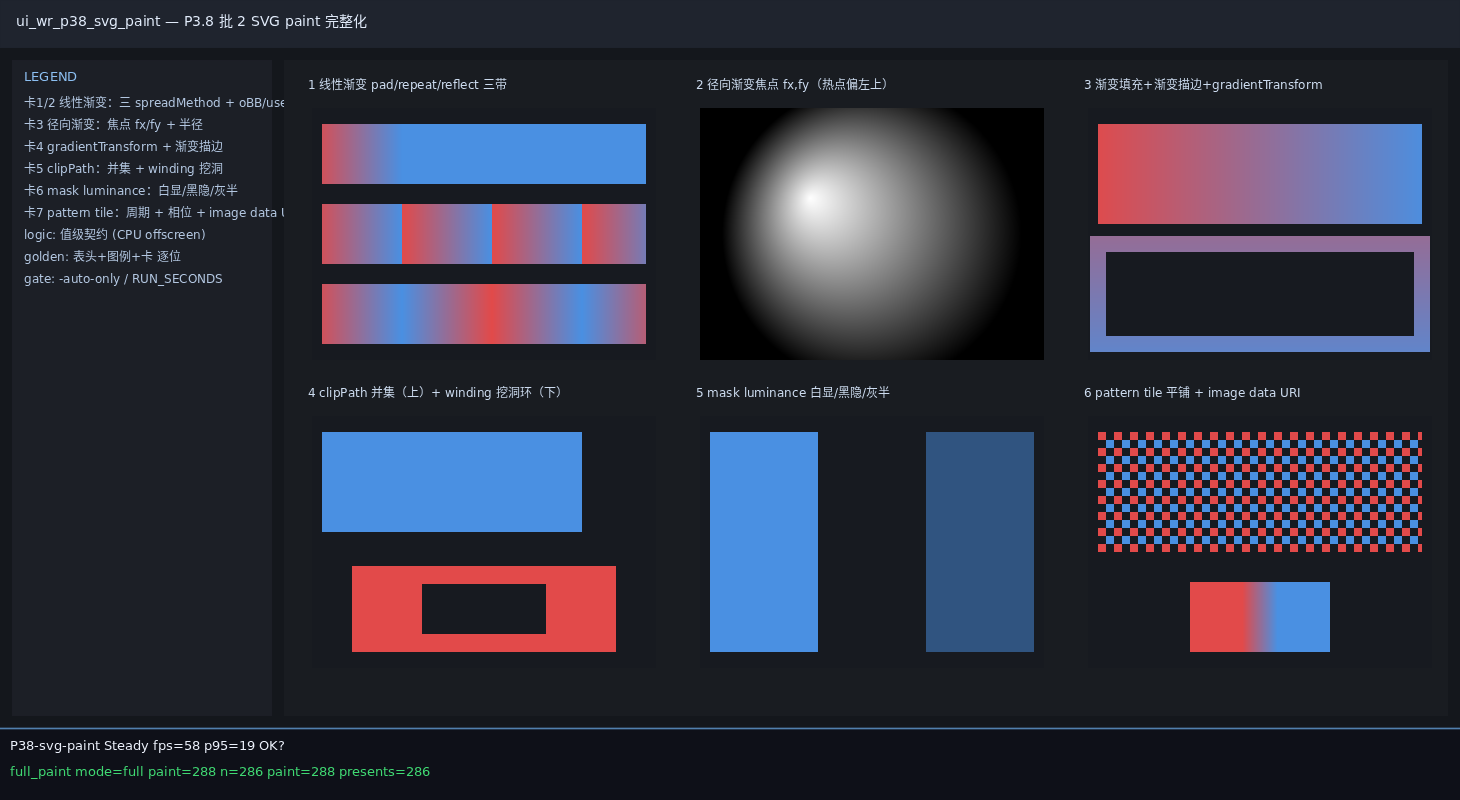 ui_wr_p38_svg_paint — P3.8 批 2 SVG paint 完整化
LEGEND
卡1/2 线性渐变：三 spreadMethod + oBB/use
卡3 径向渐变：焦点 fx/fy + 半径
卡4 gradientTransform + 渐变描边
卡5 clipPath：并集 + winding 挖洞
卡6 mask luminance：白显/黑隐/灰半
卡7 pattern tile：周期 + 相位 + image data U
logic: 值级契约 (CPU offscreen)
golden: 表头+图例+卡 逐位
gate: -auto-only / RUN_SECONDS
1 线性渐变 pad/repeat/reflect 三带
2 径向渐变焦点 fx,fy（热点偏左上）
3 渐变填充+渐变描边+gradientTransform
4 clipPath 并集（上）+ winding 挖洞环（下）
5 mask luminance 白显/黑隐/灰半
6 pattern tile 平铺 + image data URI
P38-svg-paint Steady fps=58 p95=19 OK?
full_paint mode=full paint=288 n=286 paint=288 presents=286